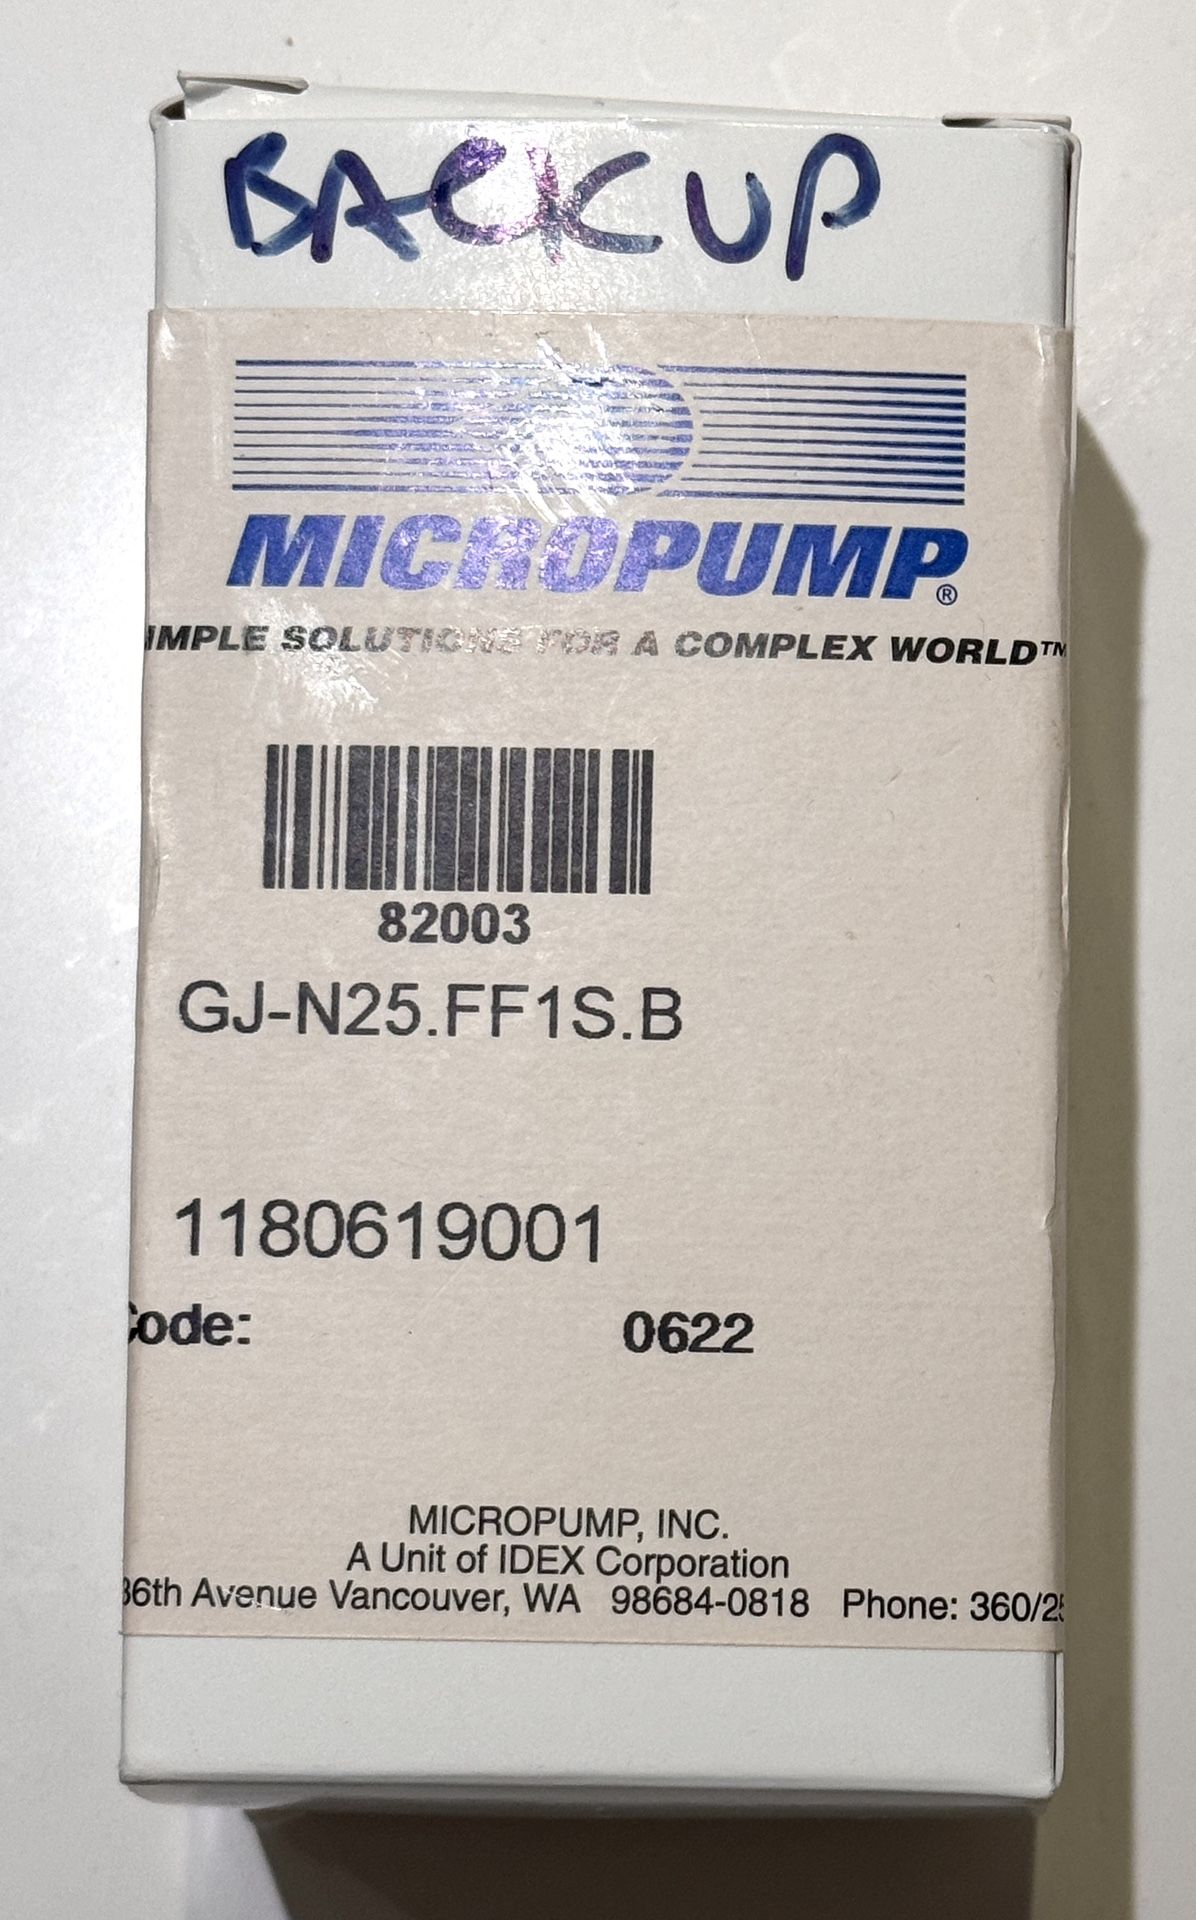 BACKUP
MICROPUMP®
IMPLE SOLUTIONS FOR A COMPLEX WORLD™
82003
GJ-N25.FF1S.B
1180619001
Code: 0622
MICROPUMP, INC.
A Unit of IDEX Corporation
36th Avenue Vancouver, WA 98684-0818 Phone: 360/25